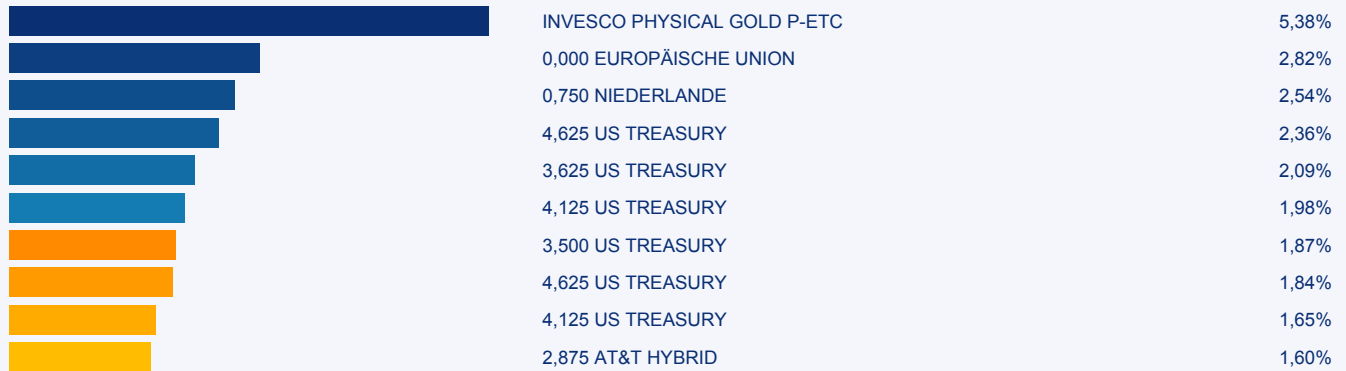 INVESCO PHYSICAL GOLD P-ETC 5,38%
0,000 EUROPÄISCHE UNION 2,82%
0,750 NIEDERLANDE 2,54%
4,625 US TREASURY 2,36%
3,625 US TREASURY 2,09%
4,125 US TREASURY 1,98%
3,500 US TREASURY 1,87%
4,625 US TREASURY 1,84%
4,125 US TREASURY 1,65%
2,875 AT&T HYBRID 1,60%